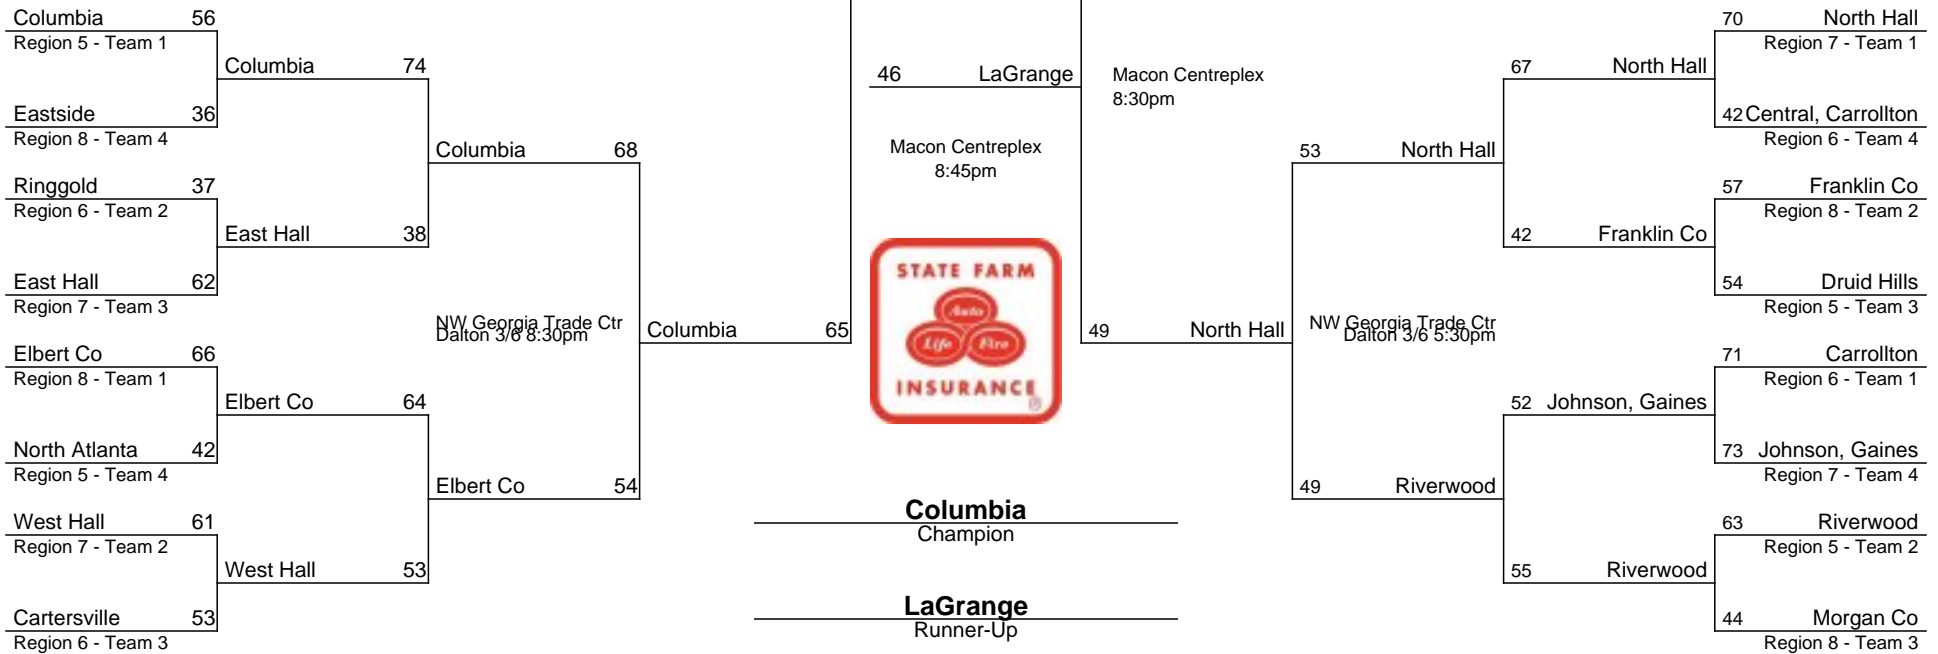 Columbia 56
Region 5 - Team 1
Columbia 74
Eastside 36
Region 8 - Team 4
Columbia 68
Ringgold 37
Region 6 - Team 2
East Hall 38
East Hall 62
Region 7 - Team 3
NW Georgia Trade Ctr
Dalton 3/6 8:30pm
Columbia 65
Elbert Co 66
Region 8 - Team 1
Elbert Co 64
North Atlanta 42
Region 5 - Team 4
Elbert Co 54
West Hall 61
Region 7 - Team 2
West Hall 53
Cartersville 53
Region 6 - Team 3
46 LaGrange
Macon Centreplex
8:45pm
Macon Centreplex
8:30pm
STATE FARM
Auto
Life Fire
INSURANCE
®
Columbia
Champion
LaGrange
Runner-Up
70 North Hall
Region 7 - Team 1
67 North Hall
42 Central, Carrollton
Region 6 - Team 4
53 North Hall
57 Franklin Co
Region 8 - Team 2
42 Franklin Co
54 Druid Hills
Region 5 - Team 3
49 North Hall
NW Georgia Trade Ctr
Dalton 3/6 5:30pm
71 Carrollton
Region 6 - Team 1
52 Johnson, Gaines
73 Johnson, Gaines
Region 7 - Team 4
49 Riverwood
63 Riverwood
Region 5 - Team 2
55 Riverwood
44 Morgan Co
Region 8 - Team 3